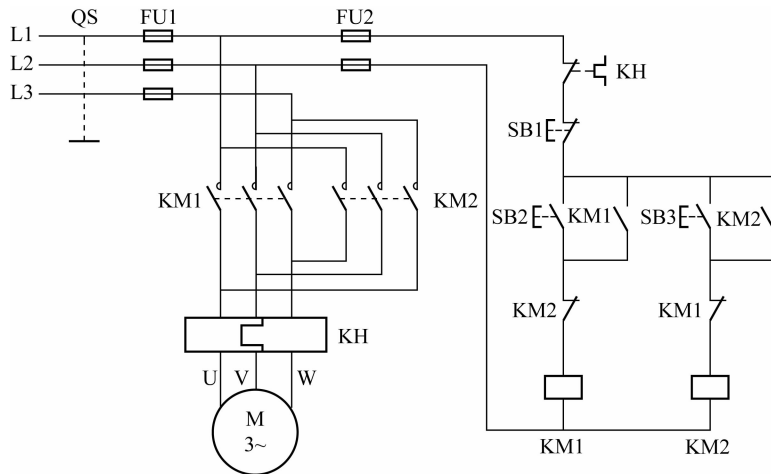 QS FU1 FU2
L1
L2
L3
KH
SB1
KM1 KM2 SB2 KM1 SB3 KM2
KM2 KM1
KH
U V W
M
3~
KM1 KM2